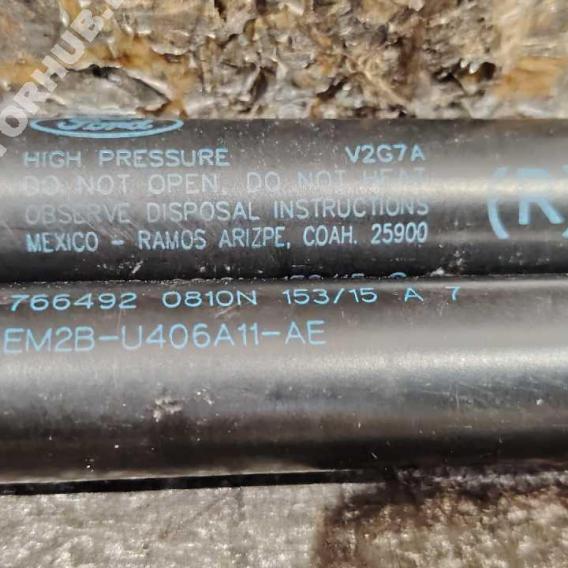 Ford
HIGH PRESSURE V2G7A
DO NOT OPEN. DO NOT HEAT
OBSERVE DISPOSAL INSTRUCTIONS
(R)
MEXICO - RAMOS ARIZPE, COAH. 25900
766492 0810N 153/15 A 7
EM2B-U406A11-AE